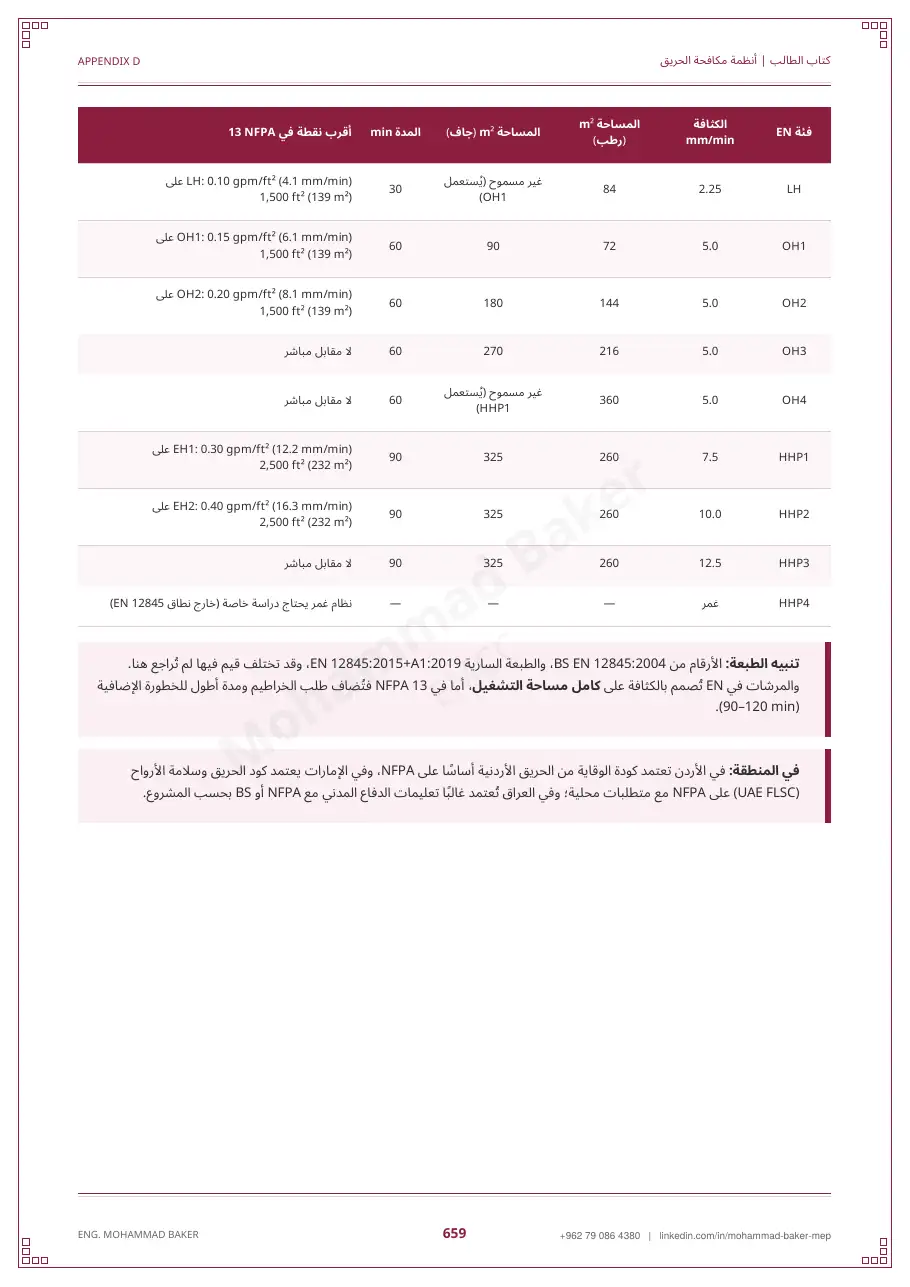 كتاب الطالب | أنظمة مكافحة الحريق
APPENDIX D
فئة EN
الكثافة
mm/min
المساحة m²
(رطب)
المساحة m² (جاف)
المدة min
أقرب نقطة في NFPA 13
LH
2.25
84
غير مسموح (يُستعمل
OH1)
30
LH: 0.10 gpm/ft² (4.1 mm/min) على
1,500 ft² (139 m²)
OH1
5.0
72
90
60
OH1: 0.15 gpm/ft² (6.1 mm/min) على
1,500 ft² (139 m²)
OH2
5.0
144
180
60
OH2: 0.20 gpm/ft² (8.1 mm/min) على
1,500 ft² (139 m²)
OH3
5.0
216
270
60
لا مقابل مباشر
OH4
5.0
360
غير مسموح (يُستعمل
HHP1)
60
لا مقابل مباشر
HHP1
7.5
260
325
90
EH1: 0.30 gpm/ft² (12.2 mm/min) على
2,500 ft² (232 m²)
HHP2
10.0
260
325
90
EH2: 0.40 gpm/ft² (16.3 mm/min) على
2,500 ft² (232 m²)
HHP3
12.5
260
325
90
لا مقابل مباشر
HHP4
غمر
—
—
—
نظام غمر يحتاج دراسة خاصة (خارج نطاق EN 12845)
تنبيه الطبعة: الأرقام من BS EN 12845:2004، والطبعة السارية EN 12845:2015+A1:2019، وقد تختلف قيم فيها لم تُراجع هنا.
والمرشات في EN تُصمم بالكثافة على كامل مساحة التشغيل، أما في NFPA 13 فتُضاف طلب الخراطيم ومدة أطول للخطورة الإضافية
(90–120 min).
في المنطقة: في الأردن تعتمد كودة الوقاية من الحريق الأردنية أساسًا على NFPA، وفي الإمارات يعتمد كود الحريق وسلامة الأرواح
(UAE FLSC) على NFPA مع متطلبات محلية؛ وفي العراق تُعتمد غالبًا تعليمات الدفاع المدني مع NFPA أو BS بحسب المشروع.
Mohammad Baker
ENG. MOHAMMAD BAKER
659
+962 79 086 4380 | linkedin.com/in/mohammad-baker-mep